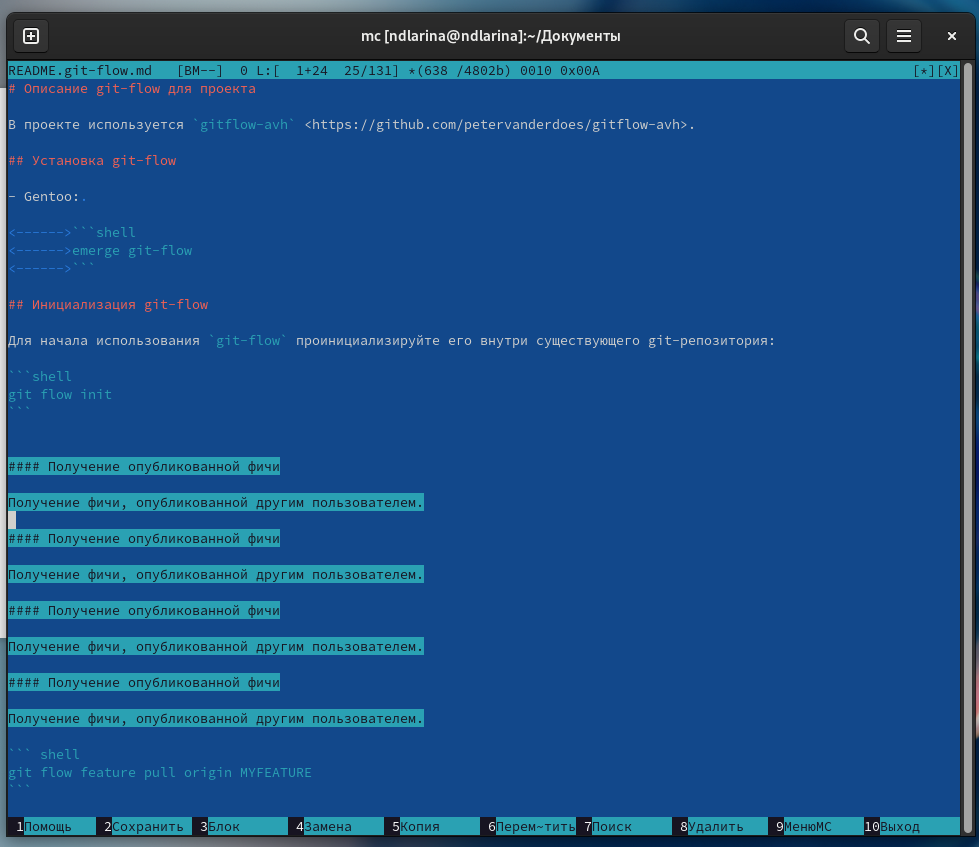 mc [ndlarina@ndlarina]:~/Документы
README.git-flow.md   [BM--]  0 L:[  1+24  25/131] *(638 /4802b) 0010 0x00A                                       [*][X]
# Описание git-flow для проекта
В проекте используется `gitflow-avh` <https://github.com/petervanderdoes/gitflow-avh>.
## Установка git-flow
- Gentoo:.
<------>```shell
<------>emerge git-flow
<------>```
## Инициализация git-flow
Для начала использования `git-flow` проинициализируйте его внутри существующего git-репозитория:
```shell
git flow init
```
#### Получение опубликованной фичи
Получение фичи, опубликованной другим пользователем.
#### Получение опубликованной фичи
Получение фичи, опубликованной другим пользователем.
#### Получение опубликованной фичи
Получение фичи, опубликованной другим пользователем.
#### Получение опубликованной фичи
Получение фичи, опубликованной другим пользователем.
``` shell
git flow feature pull origin MYFEATURE
```
1Помощь 2Сохранить 3Блок 4Замена 5Копия 6Перем~тить 7Поиск 8Удалить 9МенюMC 10Выход